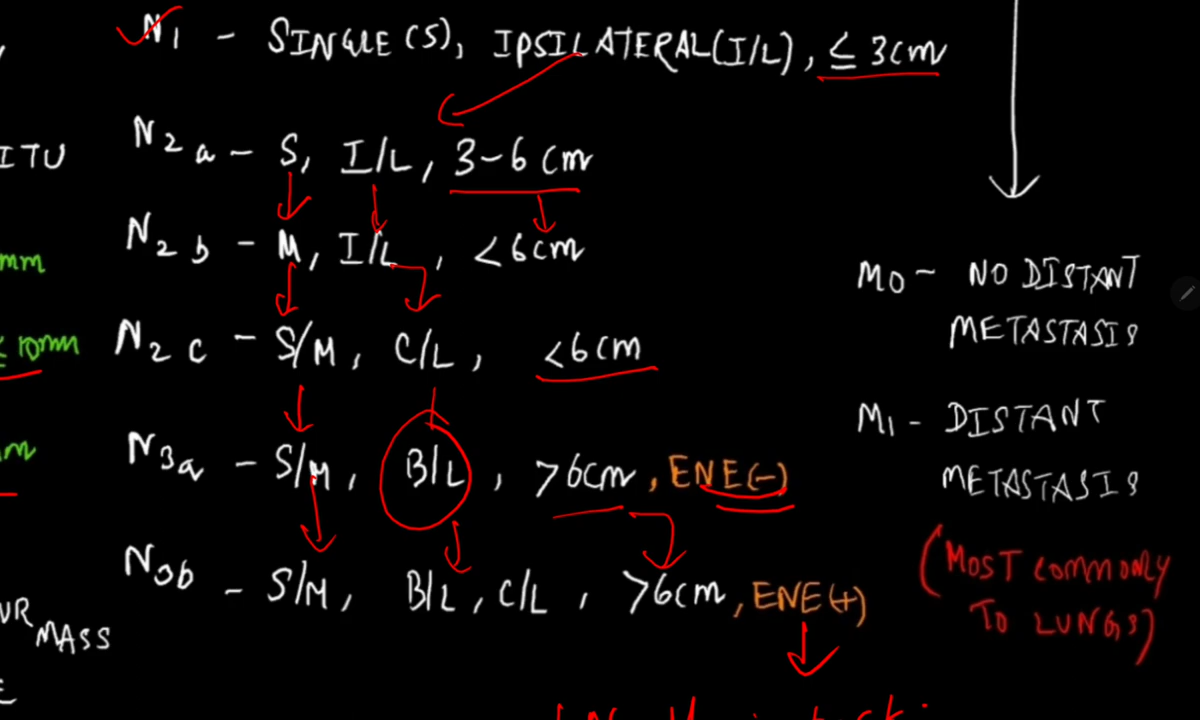 N1 - SINGLE (S), IPSILATERAL (I/L), ≤ 3cm
N2a - S, I/L, 3-6 cm
ITU
N2b - M, I/L, <6cm
mm
M0 - NO DISTANT
METASTASIS
≤ 10mm
N2c - S/M, C/L, <6cm
M1 - DISTANT
METASTASIS
m
N3a - S/M, B/L, >6cm, ENE(-)
(MOST COMMONLY
TO LUNGS)
N3b - S/M, B/L, C/L, >6cm, ENE(+)
UR
MASS
E